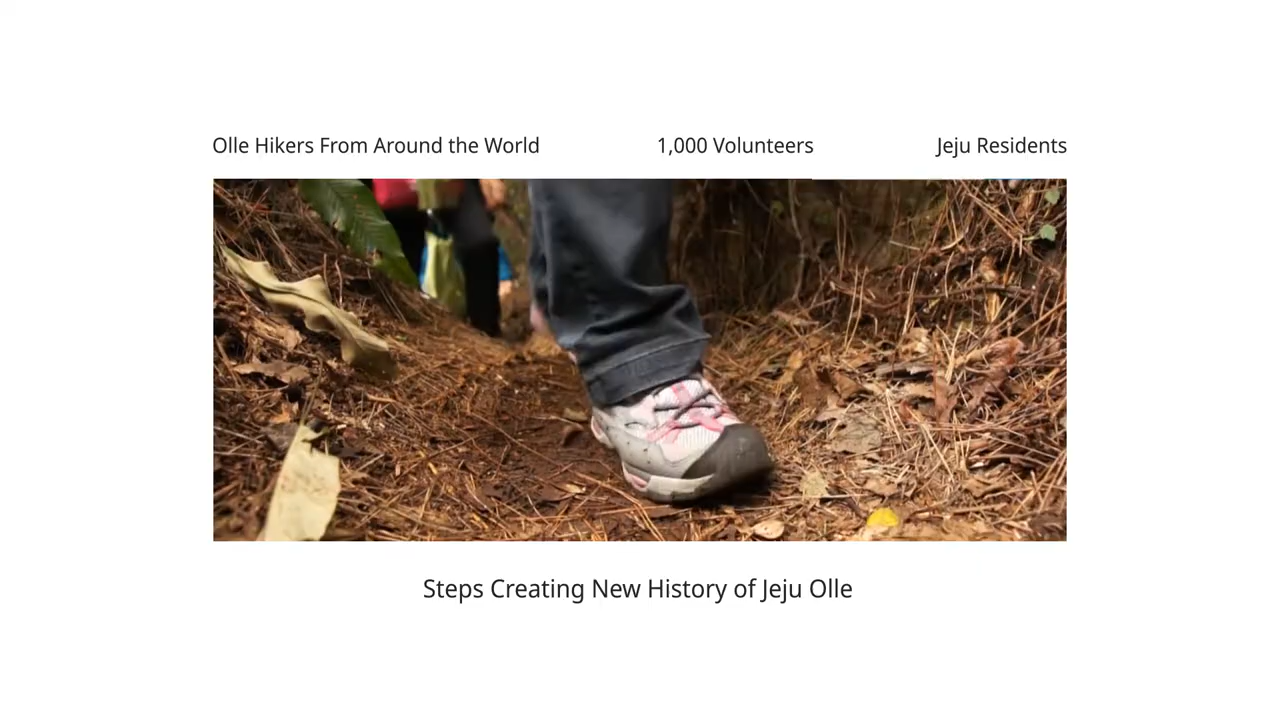 Olle Hikers From Around the World
1,000 Volunteers
Jeju Residents
Steps Creating New History of Jeju Olle